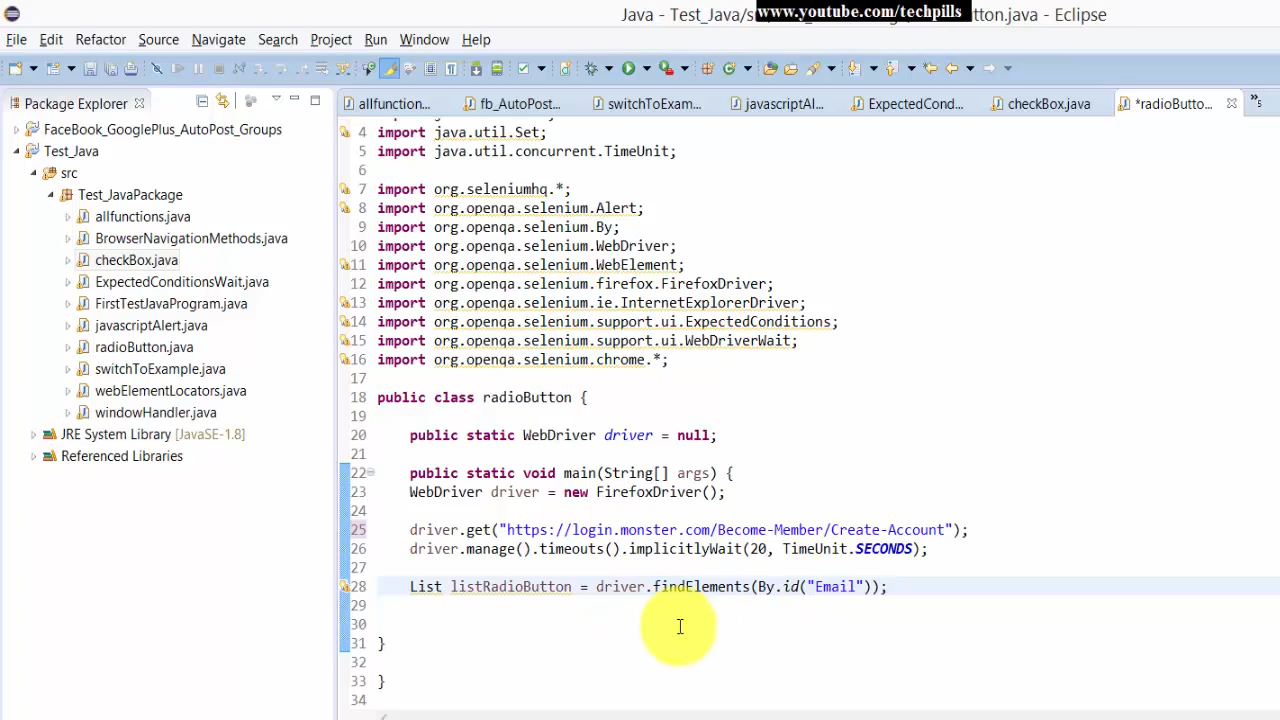 Java - Test_Java/s
www.youtube.com/techpills
tton.java - Eclipse
File Edit Refactor Source Navigate Search Project Run Window Help
Package Explorer
allfunction...
fb_AutoPost...
switchToExam...
javascriptAl...
ExpectedCond...
checkBox.java
*radioButto...
»5
FaceBook_GooglePlus_AutoPost_Groups
Test_Java
src
Test_JavaPackage
allfunctions.java
BrowserNavigationMethods.java
checkBox.java
ExpectedConditionsWait.java
FirstTestJavaProgram.java
javascriptAlert.java
radioButton.java
switchToExample.java
webElementLocators.java
windowHandler.java
JRE System Library [JavaSE-1.8]
Referenced Libraries
4 import java.util.Set;
5 import java.util.concurrent.TimeUnit;
6
7 import org.seleniumhq.*;
8 import org.openqa.selenium.Alert;
9 import org.openqa.selenium.By;
10 import org.openqa.selenium.WebDriver;
11 import org.openqa.selenium.WebElement;
12 import org.openqa.selenium.firefox.FirefoxDriver;
13 import org.openqa.selenium.ie.InternetExplorerDriver;
14 import org.openqa.selenium.support.ui.ExpectedConditions;
15 import org.openqa.selenium.support.ui.WebDriverWait;
16 import org.openqa.selenium.chrome.*;
17
18 public class radioButton {
19
20 public static WebDriver driver = null;
21
22 public static void main(String[] args) {
23 WebDriver driver = new FirefoxDriver();
24
25 driver.get("https://login.monster.com/Become-Member/Create-Account");
26 driver.manage().timeouts().implicitlyWait(20, TimeUnit.SECONDS);
27
28 List listRadioButton = driver.findElements(By.id("Email"));
29
30
31 }
32
33 }
34